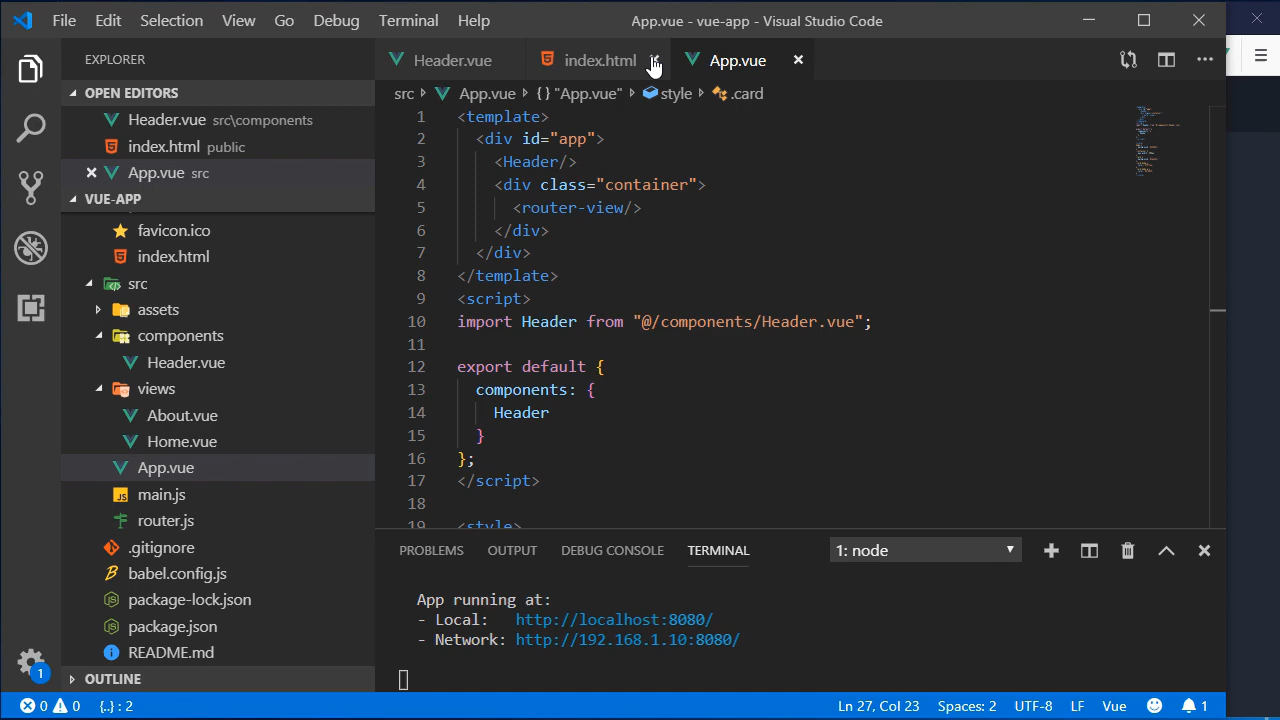 File Edit Selection View Go Debug Terminal Help App.vue - vue-app - Visual Studio Code
EXPLORER
OPEN EDITORS
Header.vue src\components
index.html public
App.vue src
VUE-APP
favicon.ico
index.html
src
assets
components
Header.vue
views
About.vue
Home.vue
App.vue
main.js
router.js
.gitignore
babel.config.js
package-lock.json
package.json
README.md
OUTLINE
Header.vue index.html App.vue
src App.vue {} "App.vue" style .card
1 <template>
2 <div id="app">
3 <Header/>
4 <div class="container">
5 <router-view/>
6 </div>
7 </div>
8 </template>
9 <script>
10 import Header from "@/components/Header.vue";
11
12 export default {
13 components: {
14 Header
15 }
16 };
17 </script>
18
19 <style>
PROBLEMS OUTPUT DEBUG CONSOLE TERMINAL 1: node
App running at:
- Local: http://localhost:8080/
- Network: http://192.168.1.10:8080/
1
0 0 {..} : 2 Ln 27, Col 23 Spaces: 2 UTF-8 LF Vue 1